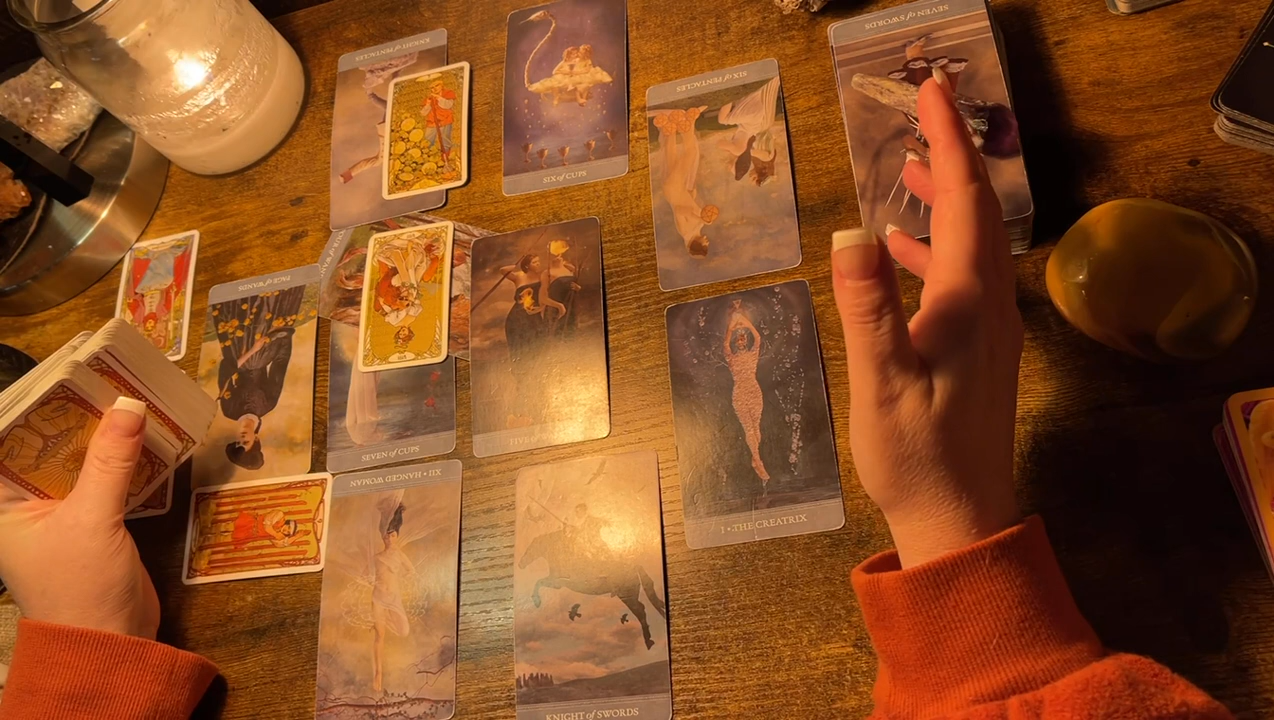 SEVEN of SWORDS
KNIGHT of PENTACLES
SIX of CUPS
SIX of PENTACLES
PAGE of WANDS
SEVEN of CUPS
XII • HANGED WOMAN
I • THE CREATRIX
KNIGHT of SWORDS